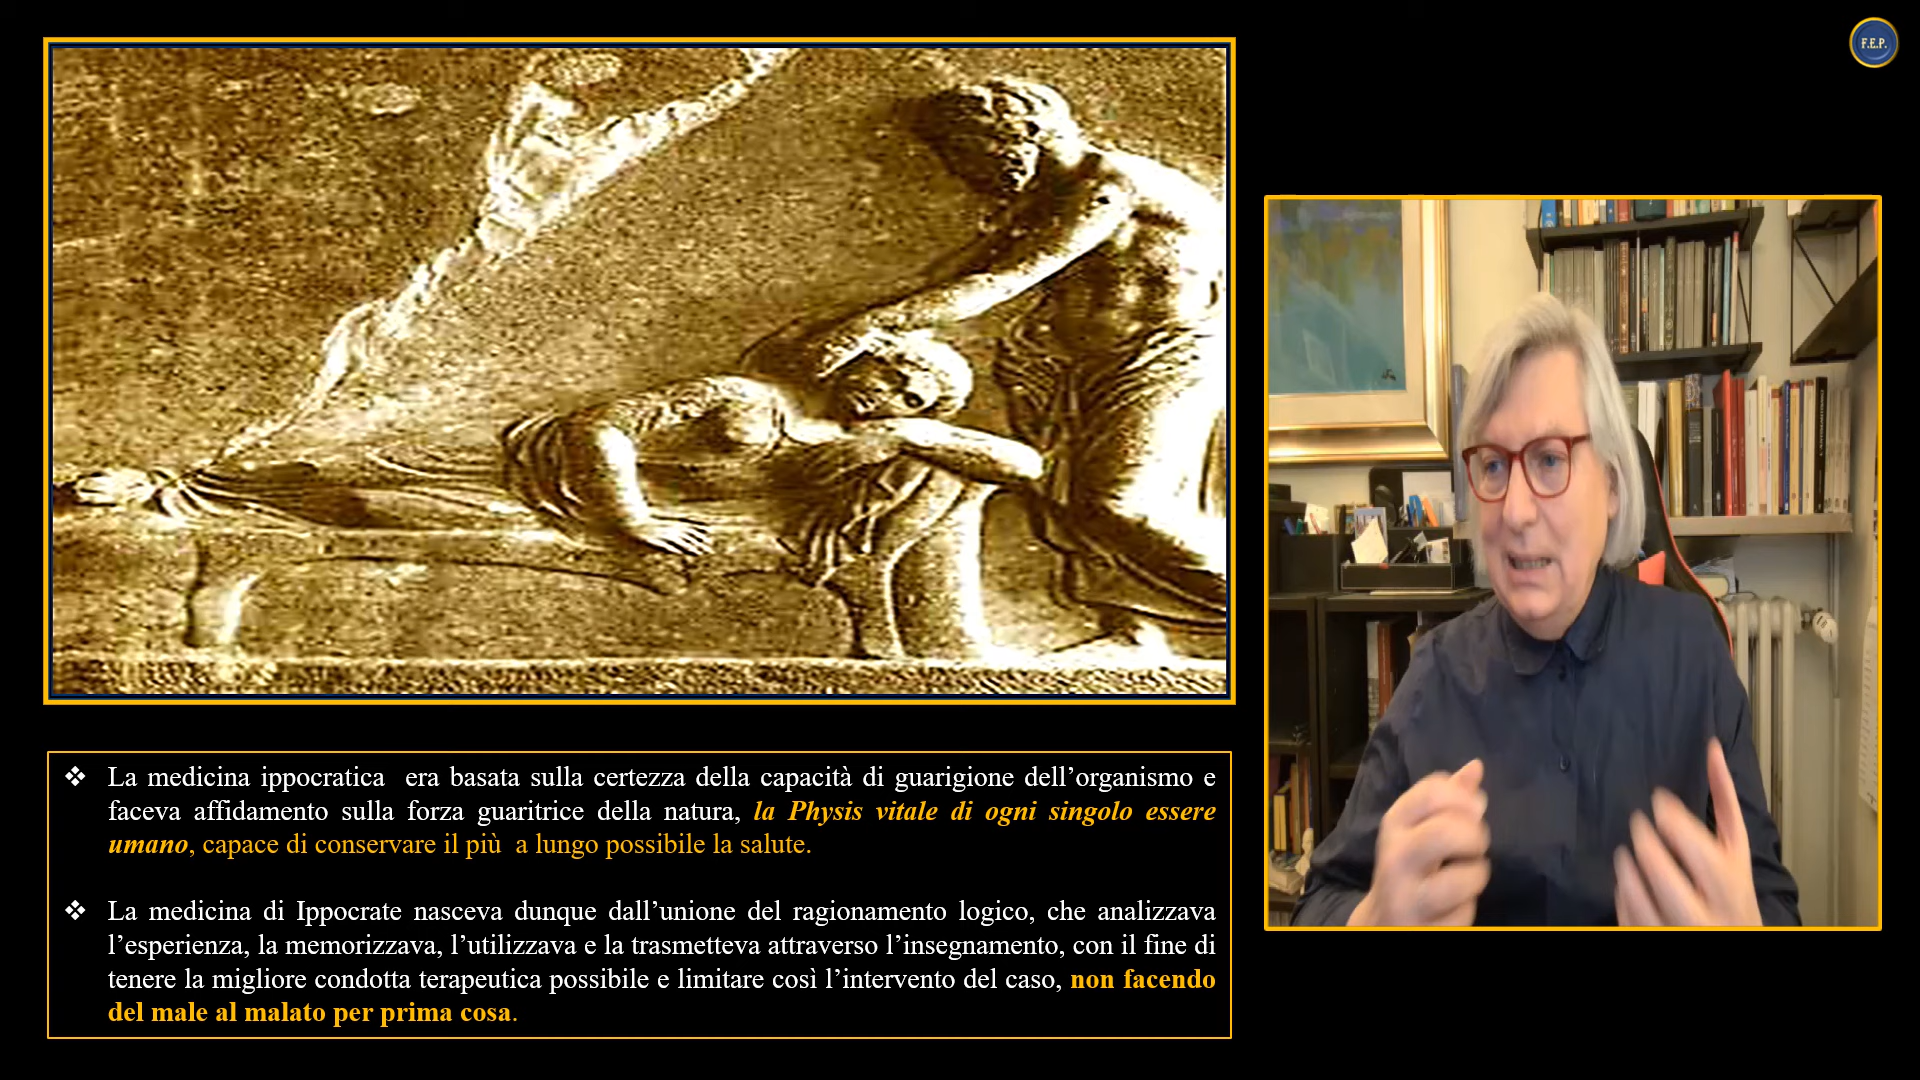 F.E.P.
❖ La medicina ippocratica era basata sulla certezza della capacità di guarigione dell’organismo e
faceva affidamento sulla forza guaritrice della natura, la Physis vitale di ogni singolo essere
umano, capace di conservare il più a lungo possibile la salute.
❖ La medicina di Ippocrate nasceva dunque dall’unione del ragionamento logico, che analizzava
l’esperienza, la memorizzava, l’utilizzava e la trasmetteva attraverso l’insegnamento, con il fine di
tenere la migliore condotta terapeutica possibile e limitare così l’intervento del caso, non facendo
del male al malato per prima cosa.